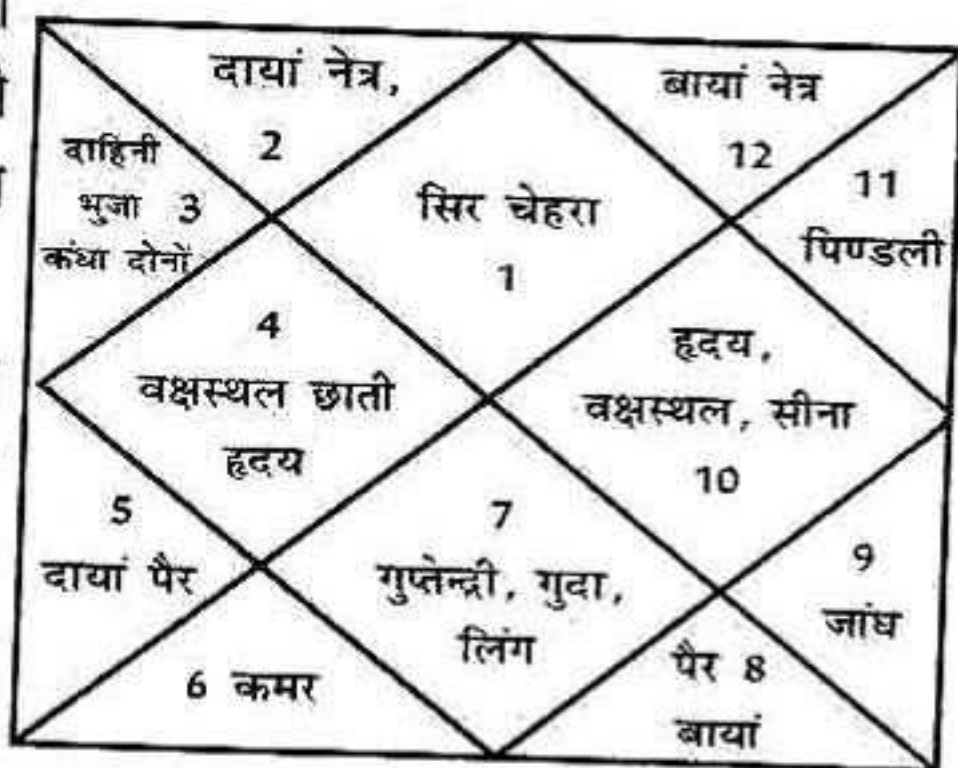 दायां नेत्र,
2
बायां नेत्र
12
दाहिनी
भुजा 3
कंधा दोनों
सिर चेहरा
1
11
पिण्डली
4
वक्षस्थल छाती
हृदय
हृदय,
वक्षस्थल, सीना
10
5
दायां पैर
7
गुप्तेन्द्री, गुदा,
लिंग
9
जांघ
6 कमर
पैर 8
बायां